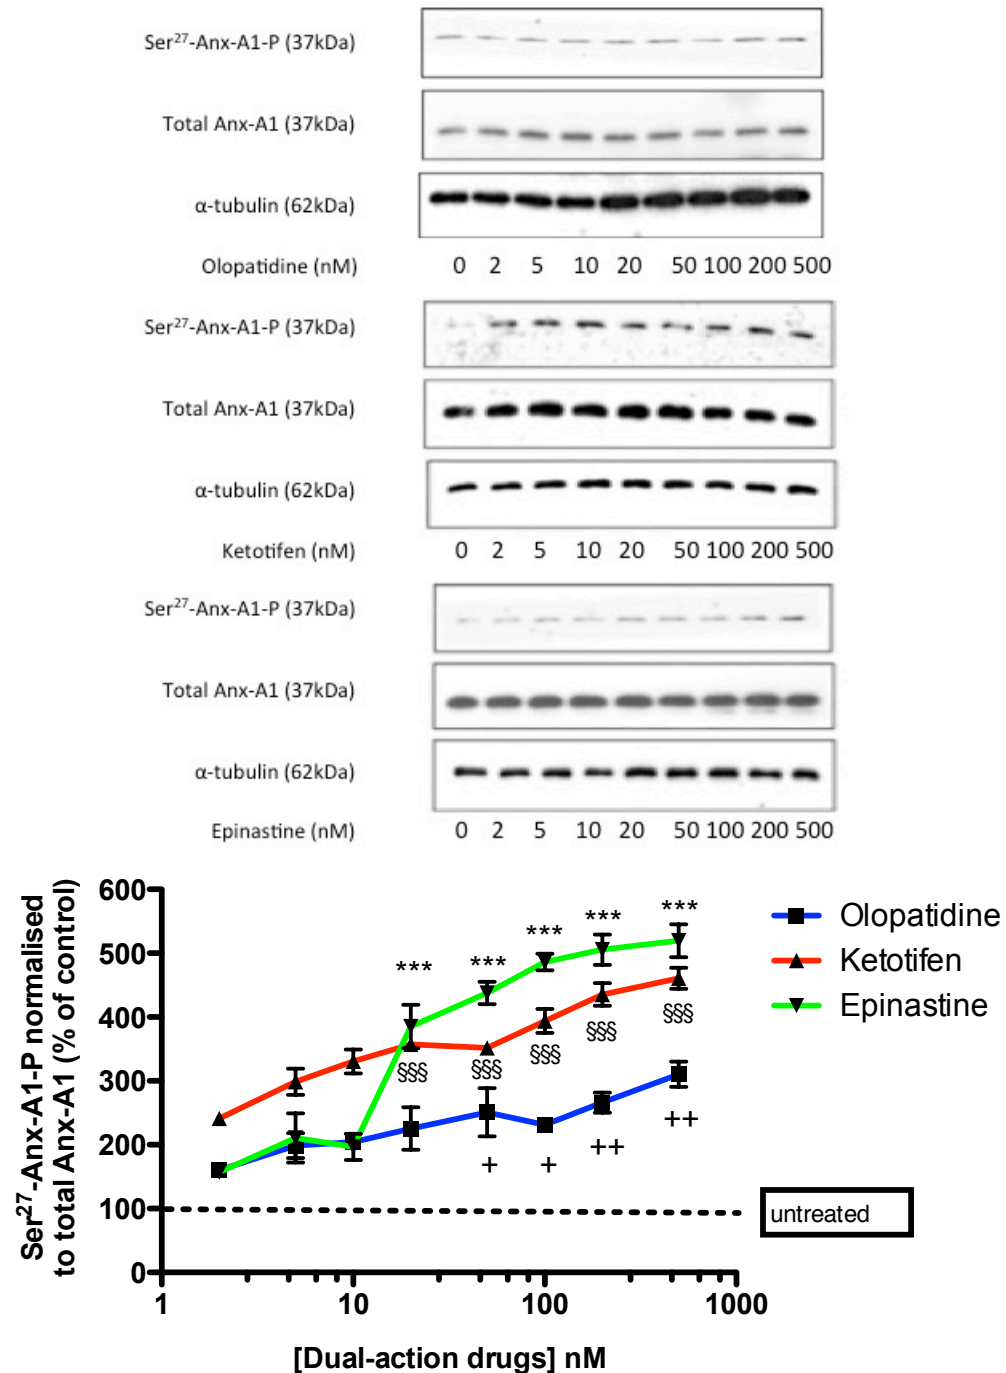 Ser²⁷-Anx-A1-P (37kDa)
Total Anx-A1 (37kDa)
α-tubulin (62kDa)
Olopatidine (nM) 0 2 5 10 20 50 100 200 500
Ser²⁷-Anx-A1-P (37kDa)
Total Anx-A1 (37kDa)
α-tubulin (62kDa)
Ketotifen (nM) 0 2 5 10 20 50 100 200 500
Ser²⁷-Anx-A1-P (37kDa)
Total Anx-A1 (37kDa)
α-tubulin (62kDa)
Epinastine (nM) 0 2 5 10 20 50 100 200 500
Ser²⁷-Anx-A1-P normalised
to total Anx-A1 (% of control)
600
500
400
300
200
100
0
*** *** *** *** ***
§§§ §§§ §§§ §§§ §§§
+ + ++ ++
Olopatidine
Ketotifen
Epinastine
untreated
1 10 100 1000
[Dual-action drugs] nM